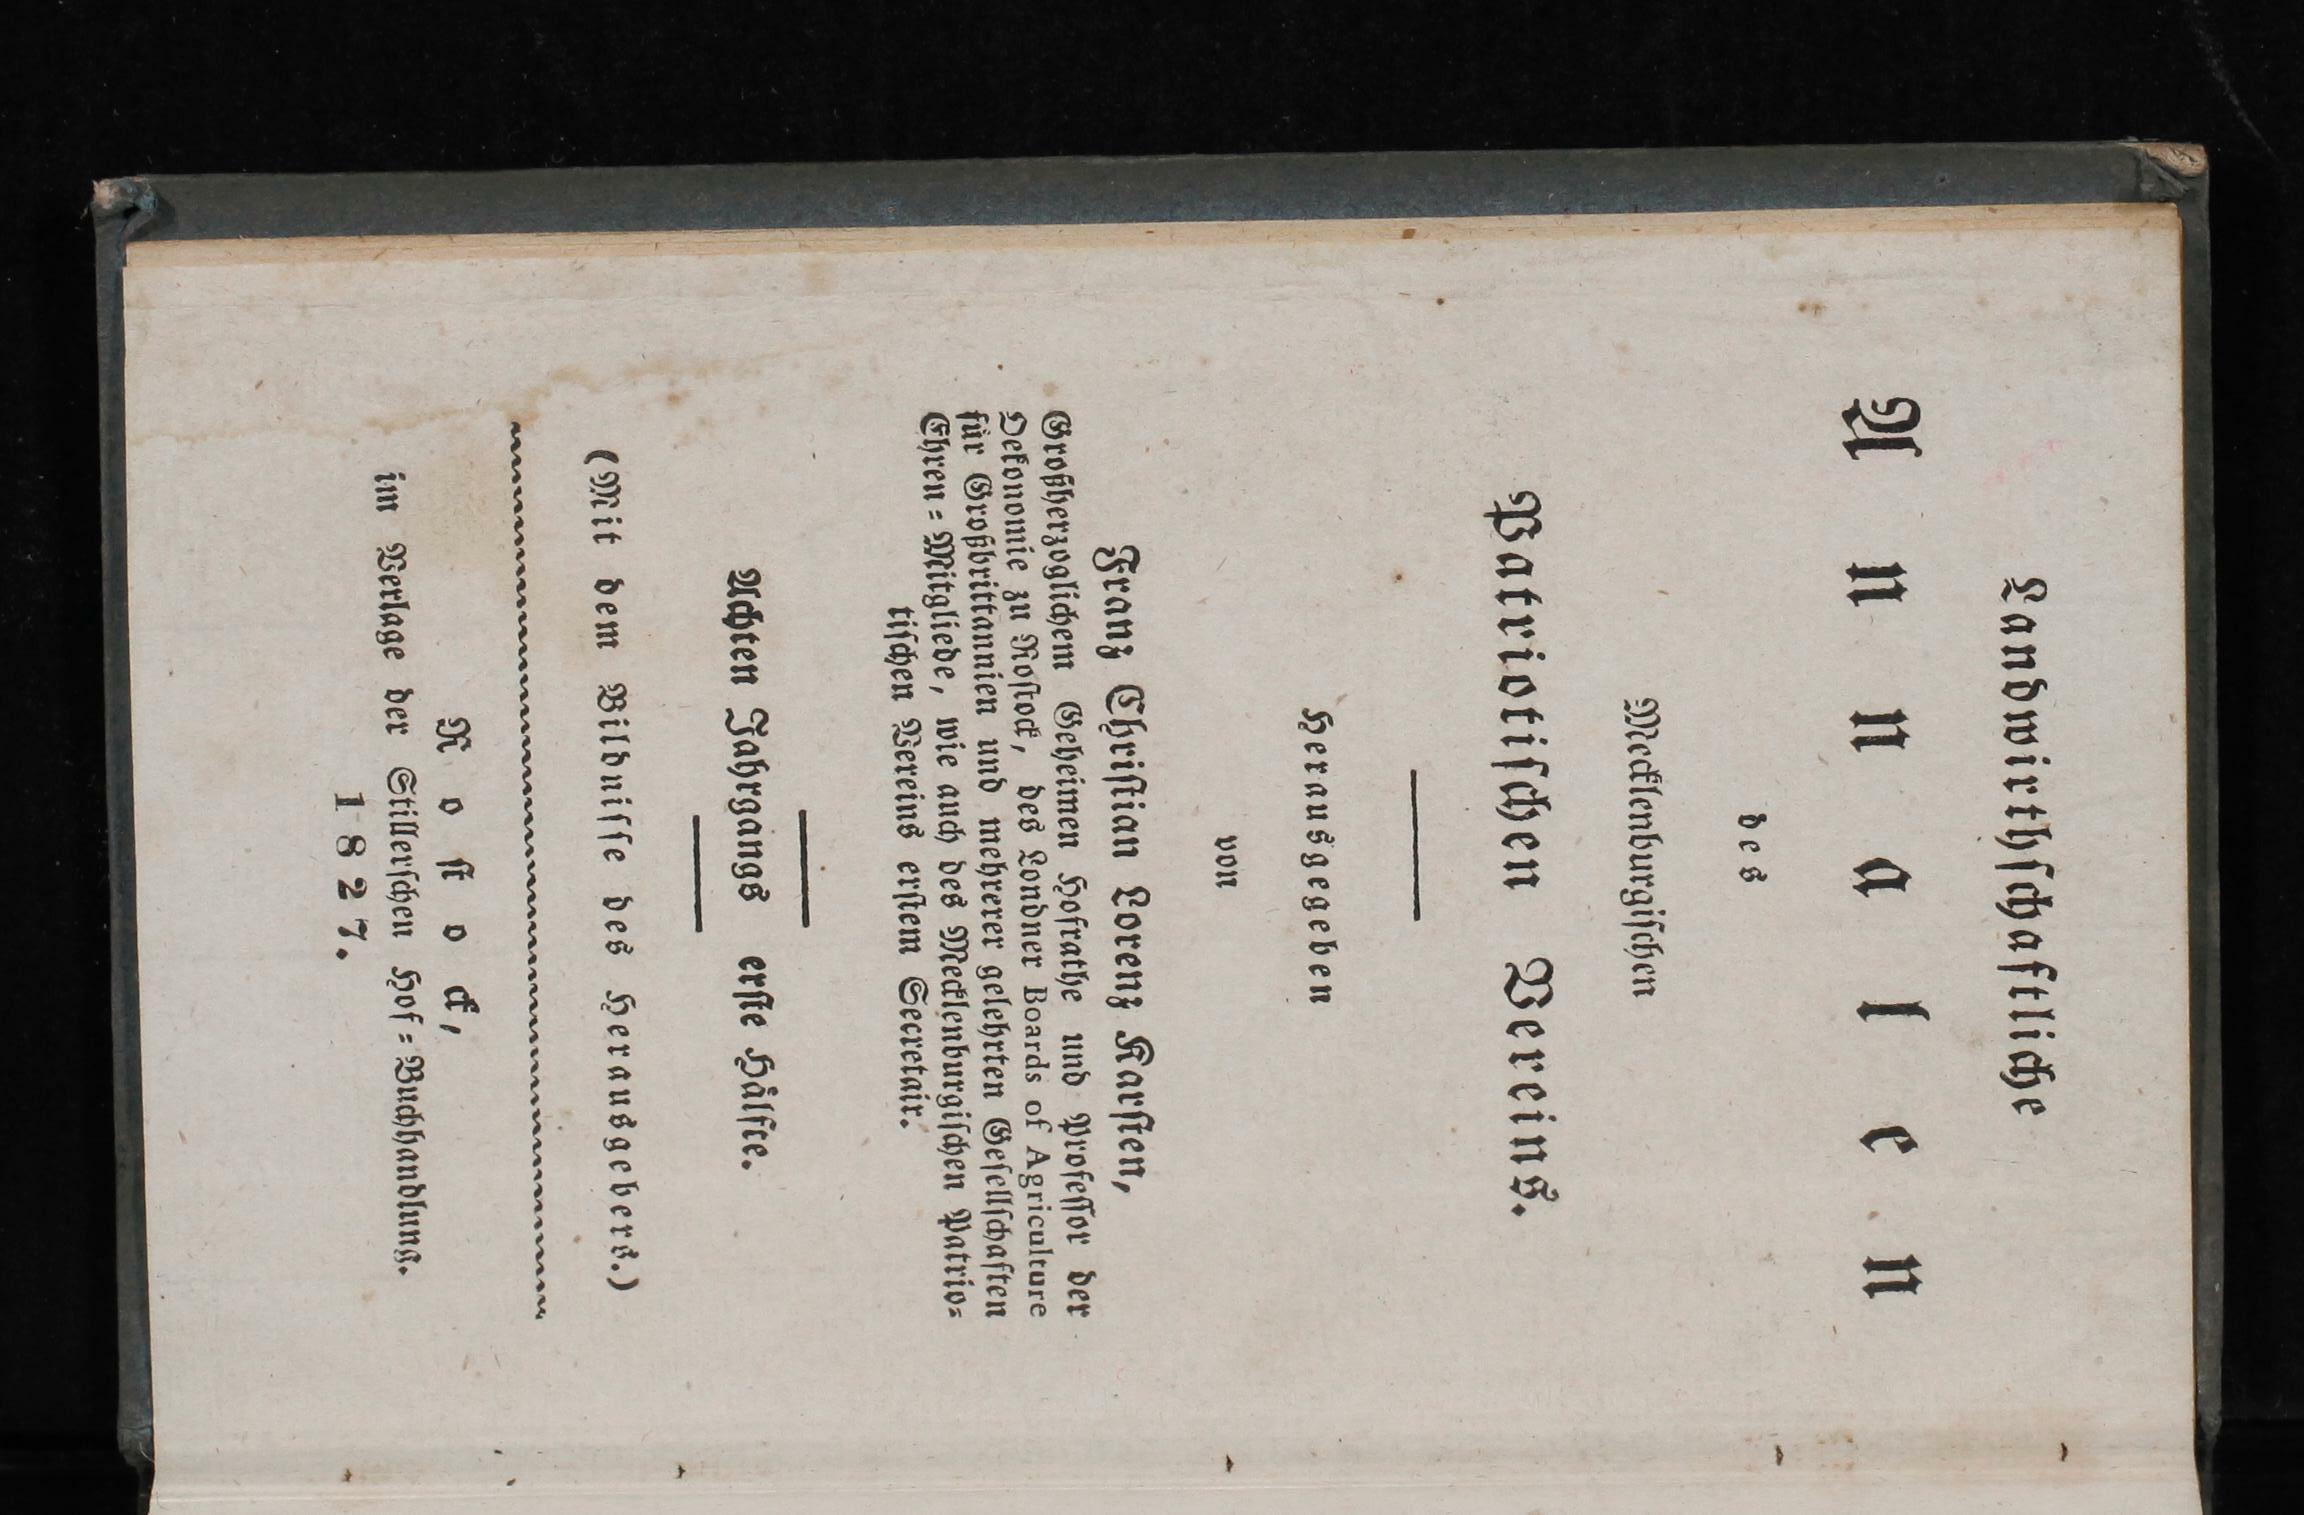 Landwirthſchaftliche
Annalen
des
Mecklenburgiſchen
Patriotiſchen Vereins.
Herausgegeben
von
Franz Chriſtian Lorenz Karſten,
Großherzoglichem Geheimen Hofrathe und Profeſſor der
Oekonomie zu Roſtock, des Londner Boards of Agriculture
für Großbrittannien und mehrerer gelehrten Geſellſchaften
Ehren=Mitgliede, wie auch des Mecklenburgiſchen Patrio=
tiſchen Vereins erſtem Secretair.
Achten Jahrgangs erſte Hälfte.
(Mit dem Bildniſſe des Herausgebers.)
Roſtock,
im Verlage der Stillerſchen Hof=Buchhandlung.
1827.